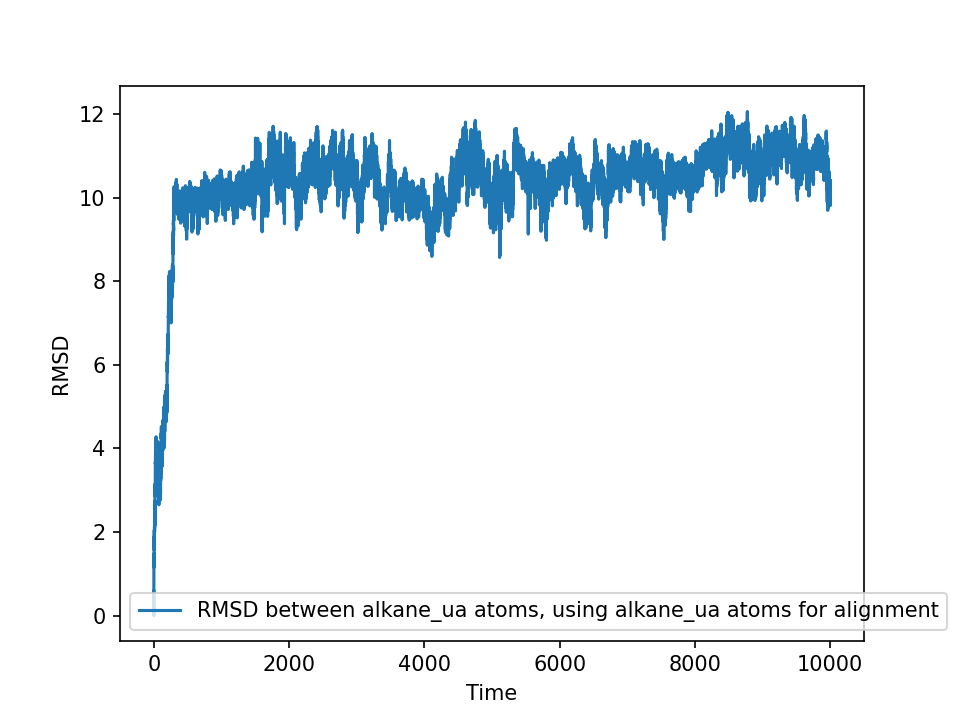 12
10
8
6
4
2
0
RMSD
RMSD between alkane_ua atoms, using alkane_ua atoms for alignment
0 2000 4000 6000 8000 10000
Time